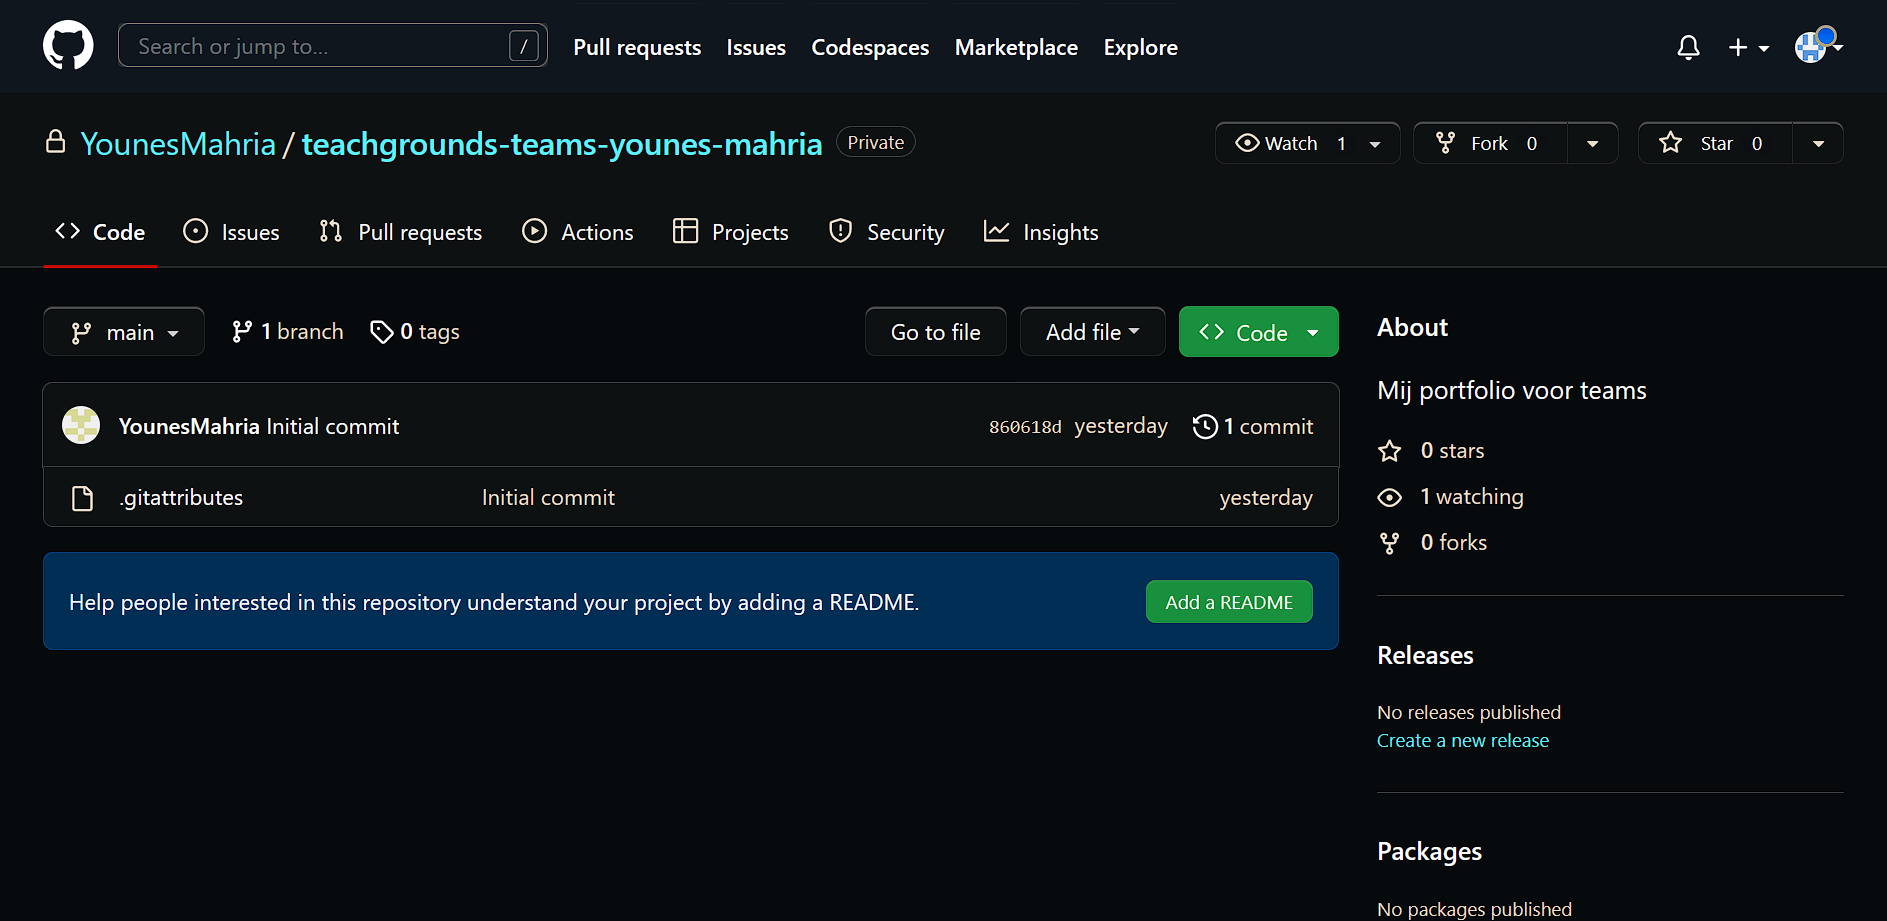 Search or jump to... /
Pull requests Issues Codespaces Marketplace Explore
YounesMahria / teachgrounds-teams-younes-mahria Private
Watch 1 Fork 0 Star 0
Code Issues Pull requests Actions Projects Security Insights
main 1 branch 0 tags Go to file Add file Code
YounesMahria Initial commit 860618d yesterday 1 commit
.gitattributes Initial commit yesterday
Help people interested in this repository understand your project by adding a README. Add a README
About
Mij portfolio voor teams
0 stars
1 watching
0 forks
Releases
No releases published
Create a new release
Packages
No packages published